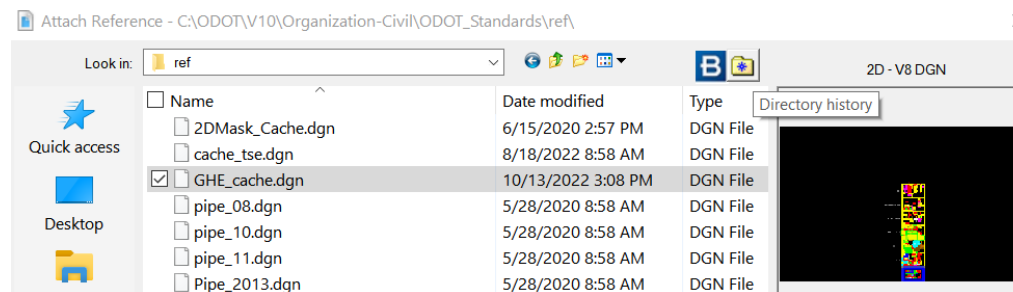 Attach Reference - C:\ODOT\V10\Organization-Civil\ODOT_Standards\ref\
Look in: ref
2D - V8 DGN
Name Date modified Type
Directory history
2DMask_Cache.dgn 6/15/2020 2:57 PM DGN File
cache_tse.dgn 8/18/2022 8:58 AM DGN File
GHE_cache.dgn 10/13/2022 3:08 PM DGN File
pipe_08.dgn 5/28/2020 8:58 AM DGN File
pipe_10.dgn 5/28/2020 8:58 AM DGN File
pipe_11.dgn 5/28/2020 8:58 AM DGN File
Pipe_2013.dgn 5/28/2020 8:58 AM DGN File
Quick access
Desktop